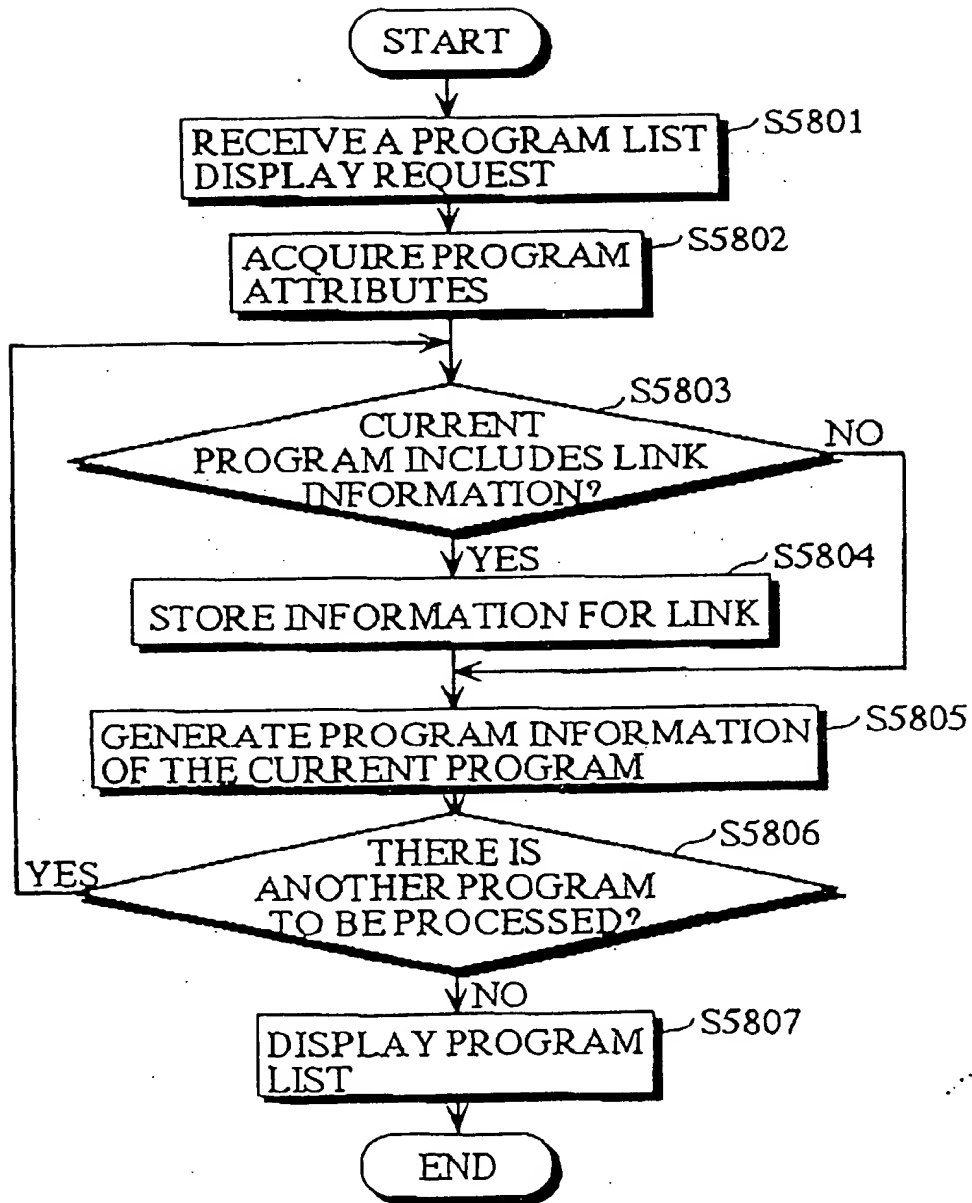 START
RECEIVE A PROGRAM LIST
DISPLAY REQUEST
S5801
ACQUIRE PROGRAM
ATTRIBUTES
S5802
CURRENT
PROGRAM INCLUDES LINK
INFORMATION?
S5803
NO
YES
STORE INFORMATION FOR LINK
S5804
GENERATE PROGRAM INFORMATION
OF THE CURRENT PROGRAM
S5805
THERE IS
ANOTHER PROGRAM
TO BE PROCESSED?
S5806
YES
NO
DISPLAY PROGRAM
LIST
S5807
END